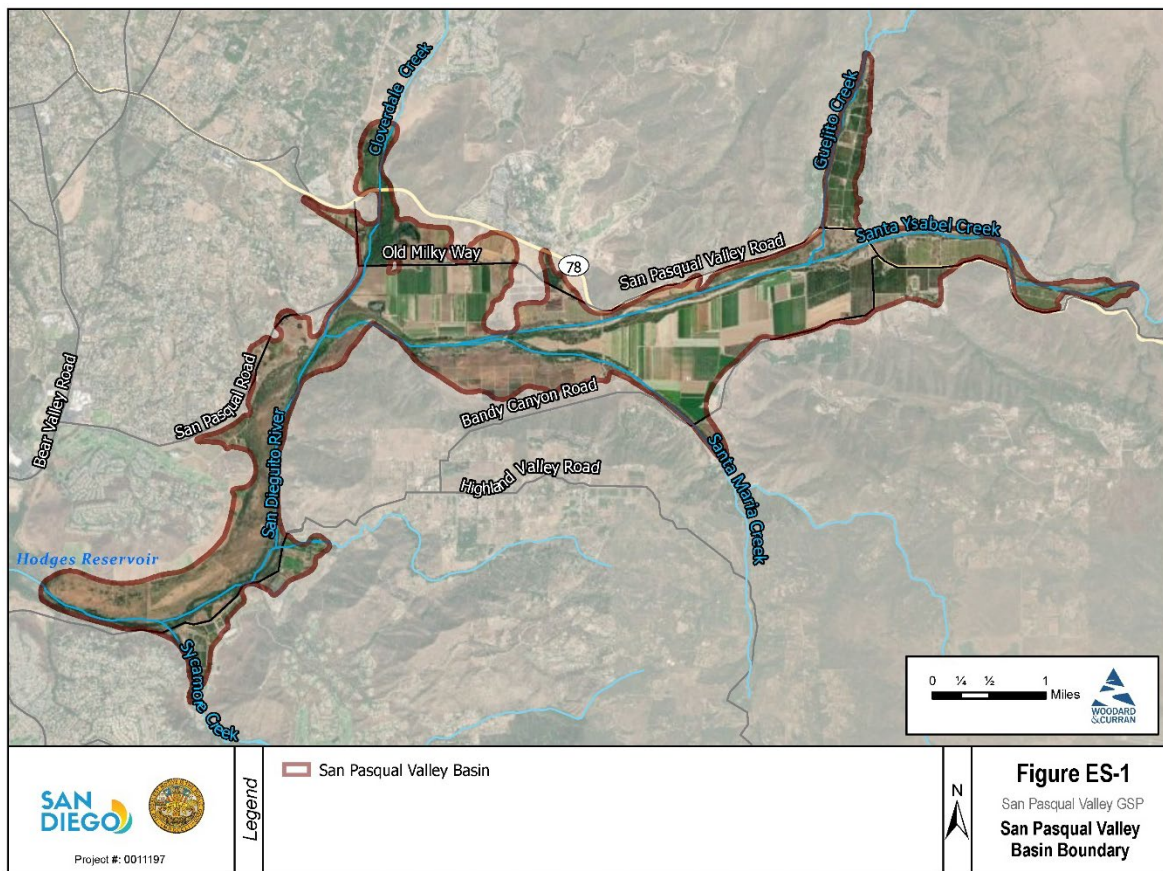 Cloverdale Creek
Guejito Creek
Santa Ysabel Creek
Old Milky Way
San Pasqual Valley Road
78
San Pasqual Road
Bear Valley Road
Bandy Canyon Road
Highland Valley Road
Santa Maria Creek
San Dieguito River
Hodges Reservoir
Sycamore Creek
0 ¼ ½ 1
Miles
WOODARD
&CURRAN
SAN
DIEGO
Project #: 0011197
Legend
San Pasqual Valley Basin
N
Figure ES-1
San Pasqual Valley GSP
San Pasqual Valley
Basin Boundary